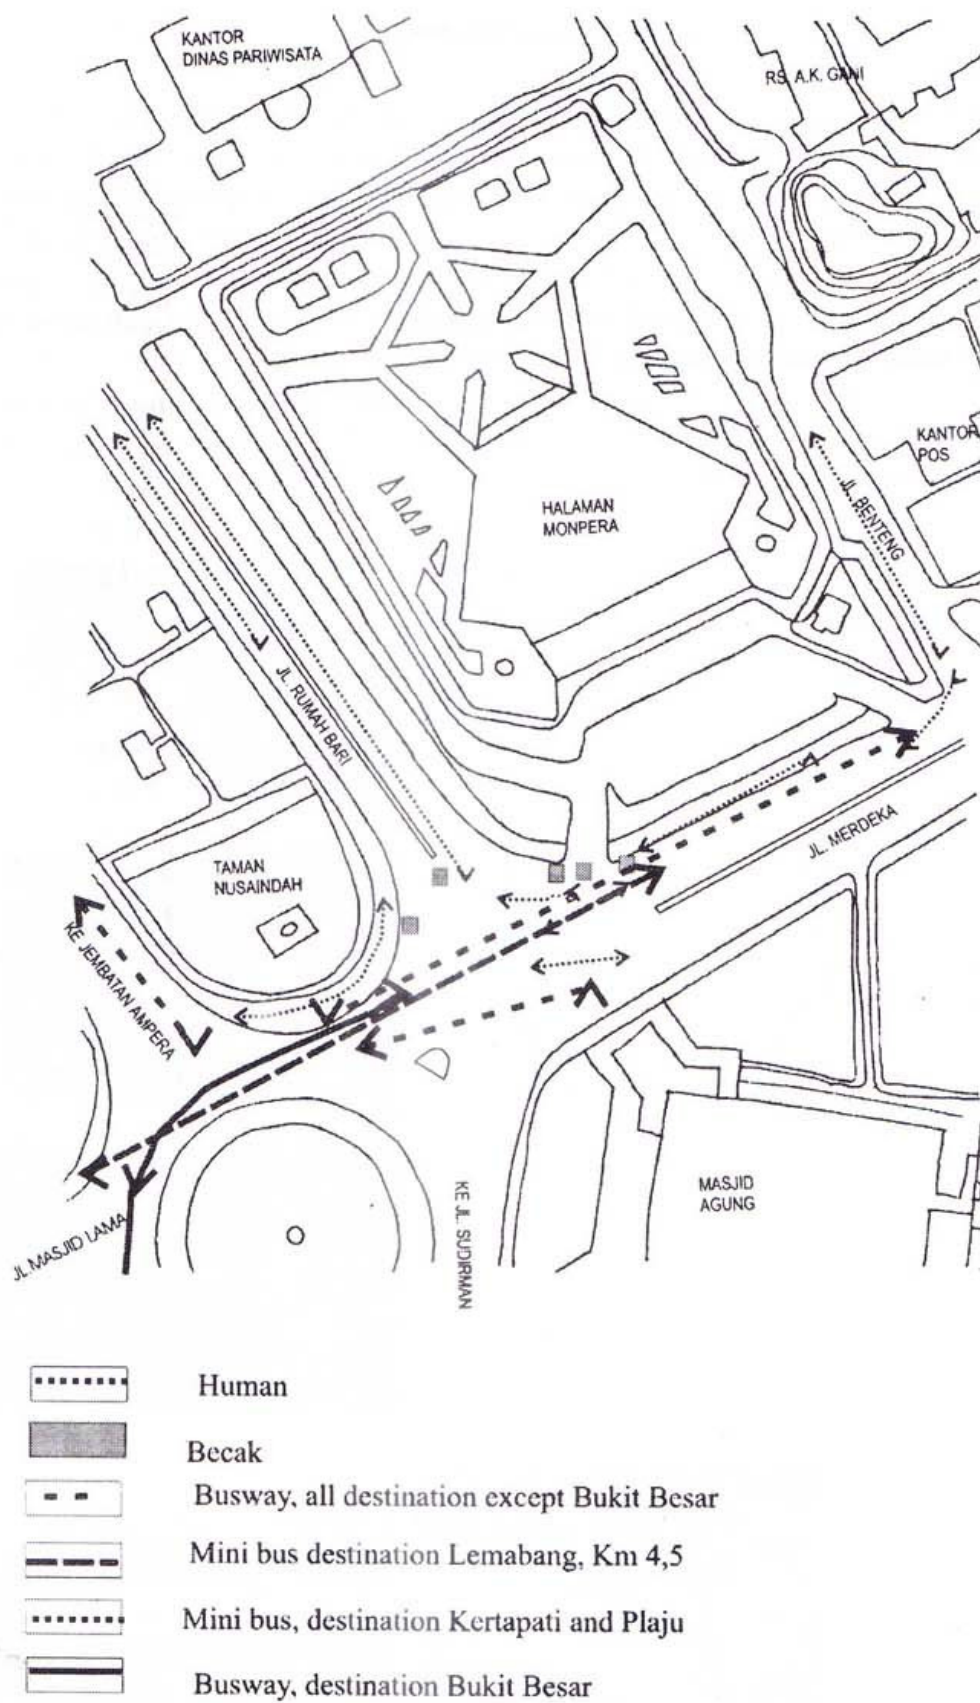 KANTOR
DINAS PARIWISATA
RS. A.K. GANI
KANTOR
POS
JL. BENTENG
HALAMAN
MONPERA
JL. RUMAH BARI
JL. MERDEKA
TAMAN
NUSAINDAH
KE JEMBATAN AMPERA
MASJID
AGUNG
JL.MASJID LAMA
KE JL. SUDIRMAN
Human
Becak
Busway, all destination except Bukit Besar
Mini bus destination Lemabang, Km 4,5
Mini bus, destination Kertapati and Plaju
Busway, destination Bukit Besar